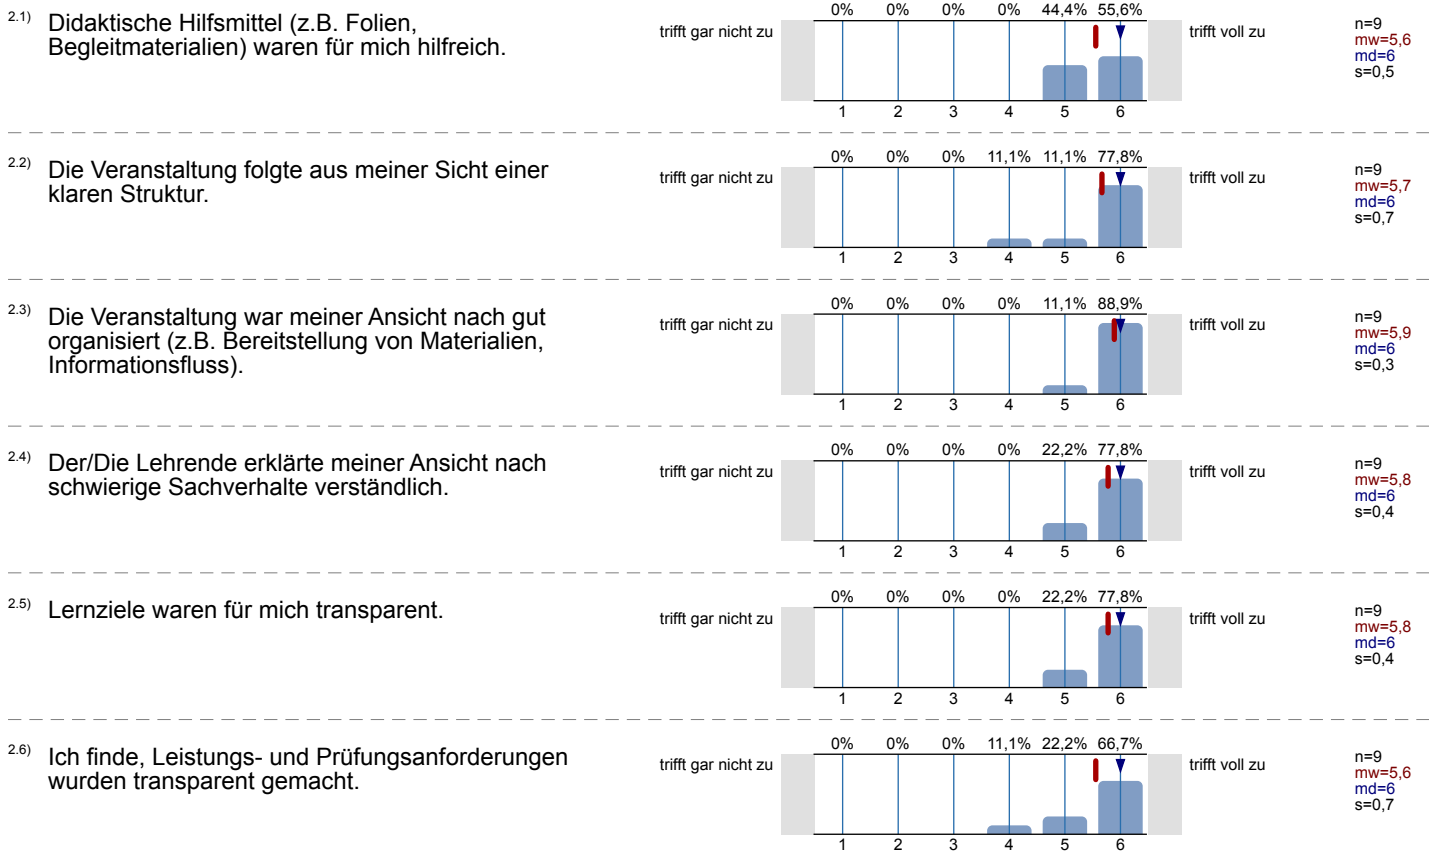 2.1) Didaktische Hilfsmittel (z.B. Folien,
Begleitmaterialien) waren für mich hilfreich.
trifft gar nicht zu
0% 0% 0% 0% 44,4% 55,6%
1 2 3 4 5 6
trifft voll zu
n=9
mw=5,6
md=6
s=0,5
2.2) Die Veranstaltung folgte aus meiner Sicht einer
klaren Struktur.
trifft gar nicht zu
0% 0% 0% 11,1% 11,1% 77,8%
1 2 3 4 5 6
trifft voll zu
n=9
mw=5,7
md=6
s=0,7
2.3) Die Veranstaltung war meiner Ansicht nach gut
organisiert (z.B. Bereitstellung von Materialien,
Informationsfluss).
trifft gar nicht zu
0% 0% 0% 0% 11,1% 88,9%
1 2 3 4 5 6
trifft voll zu
n=9
mw=5,9
md=6
s=0,3
2.4) Der/Die Lehrende erklärte meiner Ansicht nach
schwierige Sachverhalte verständlich.
trifft gar nicht zu
0% 0% 0% 0% 22,2% 77,8%
1 2 3 4 5 6
trifft voll zu
n=9
mw=5,8
md=6
s=0,4
2.5) Lernziele waren für mich transparent.
trifft gar nicht zu
0% 0% 0% 0% 22,2% 77,8%
1 2 3 4 5 6
trifft voll zu
n=9
mw=5,8
md=6
s=0,4
2.6) Ich finde, Leistungs- und Prüfungsanforderungen
wurden transparent gemacht.
trifft gar nicht zu
0% 0% 0% 11,1% 22,2% 66,7%
1 2 3 4 5 6
trifft voll zu
n=9
mw=5,6
md=6
s=0,7